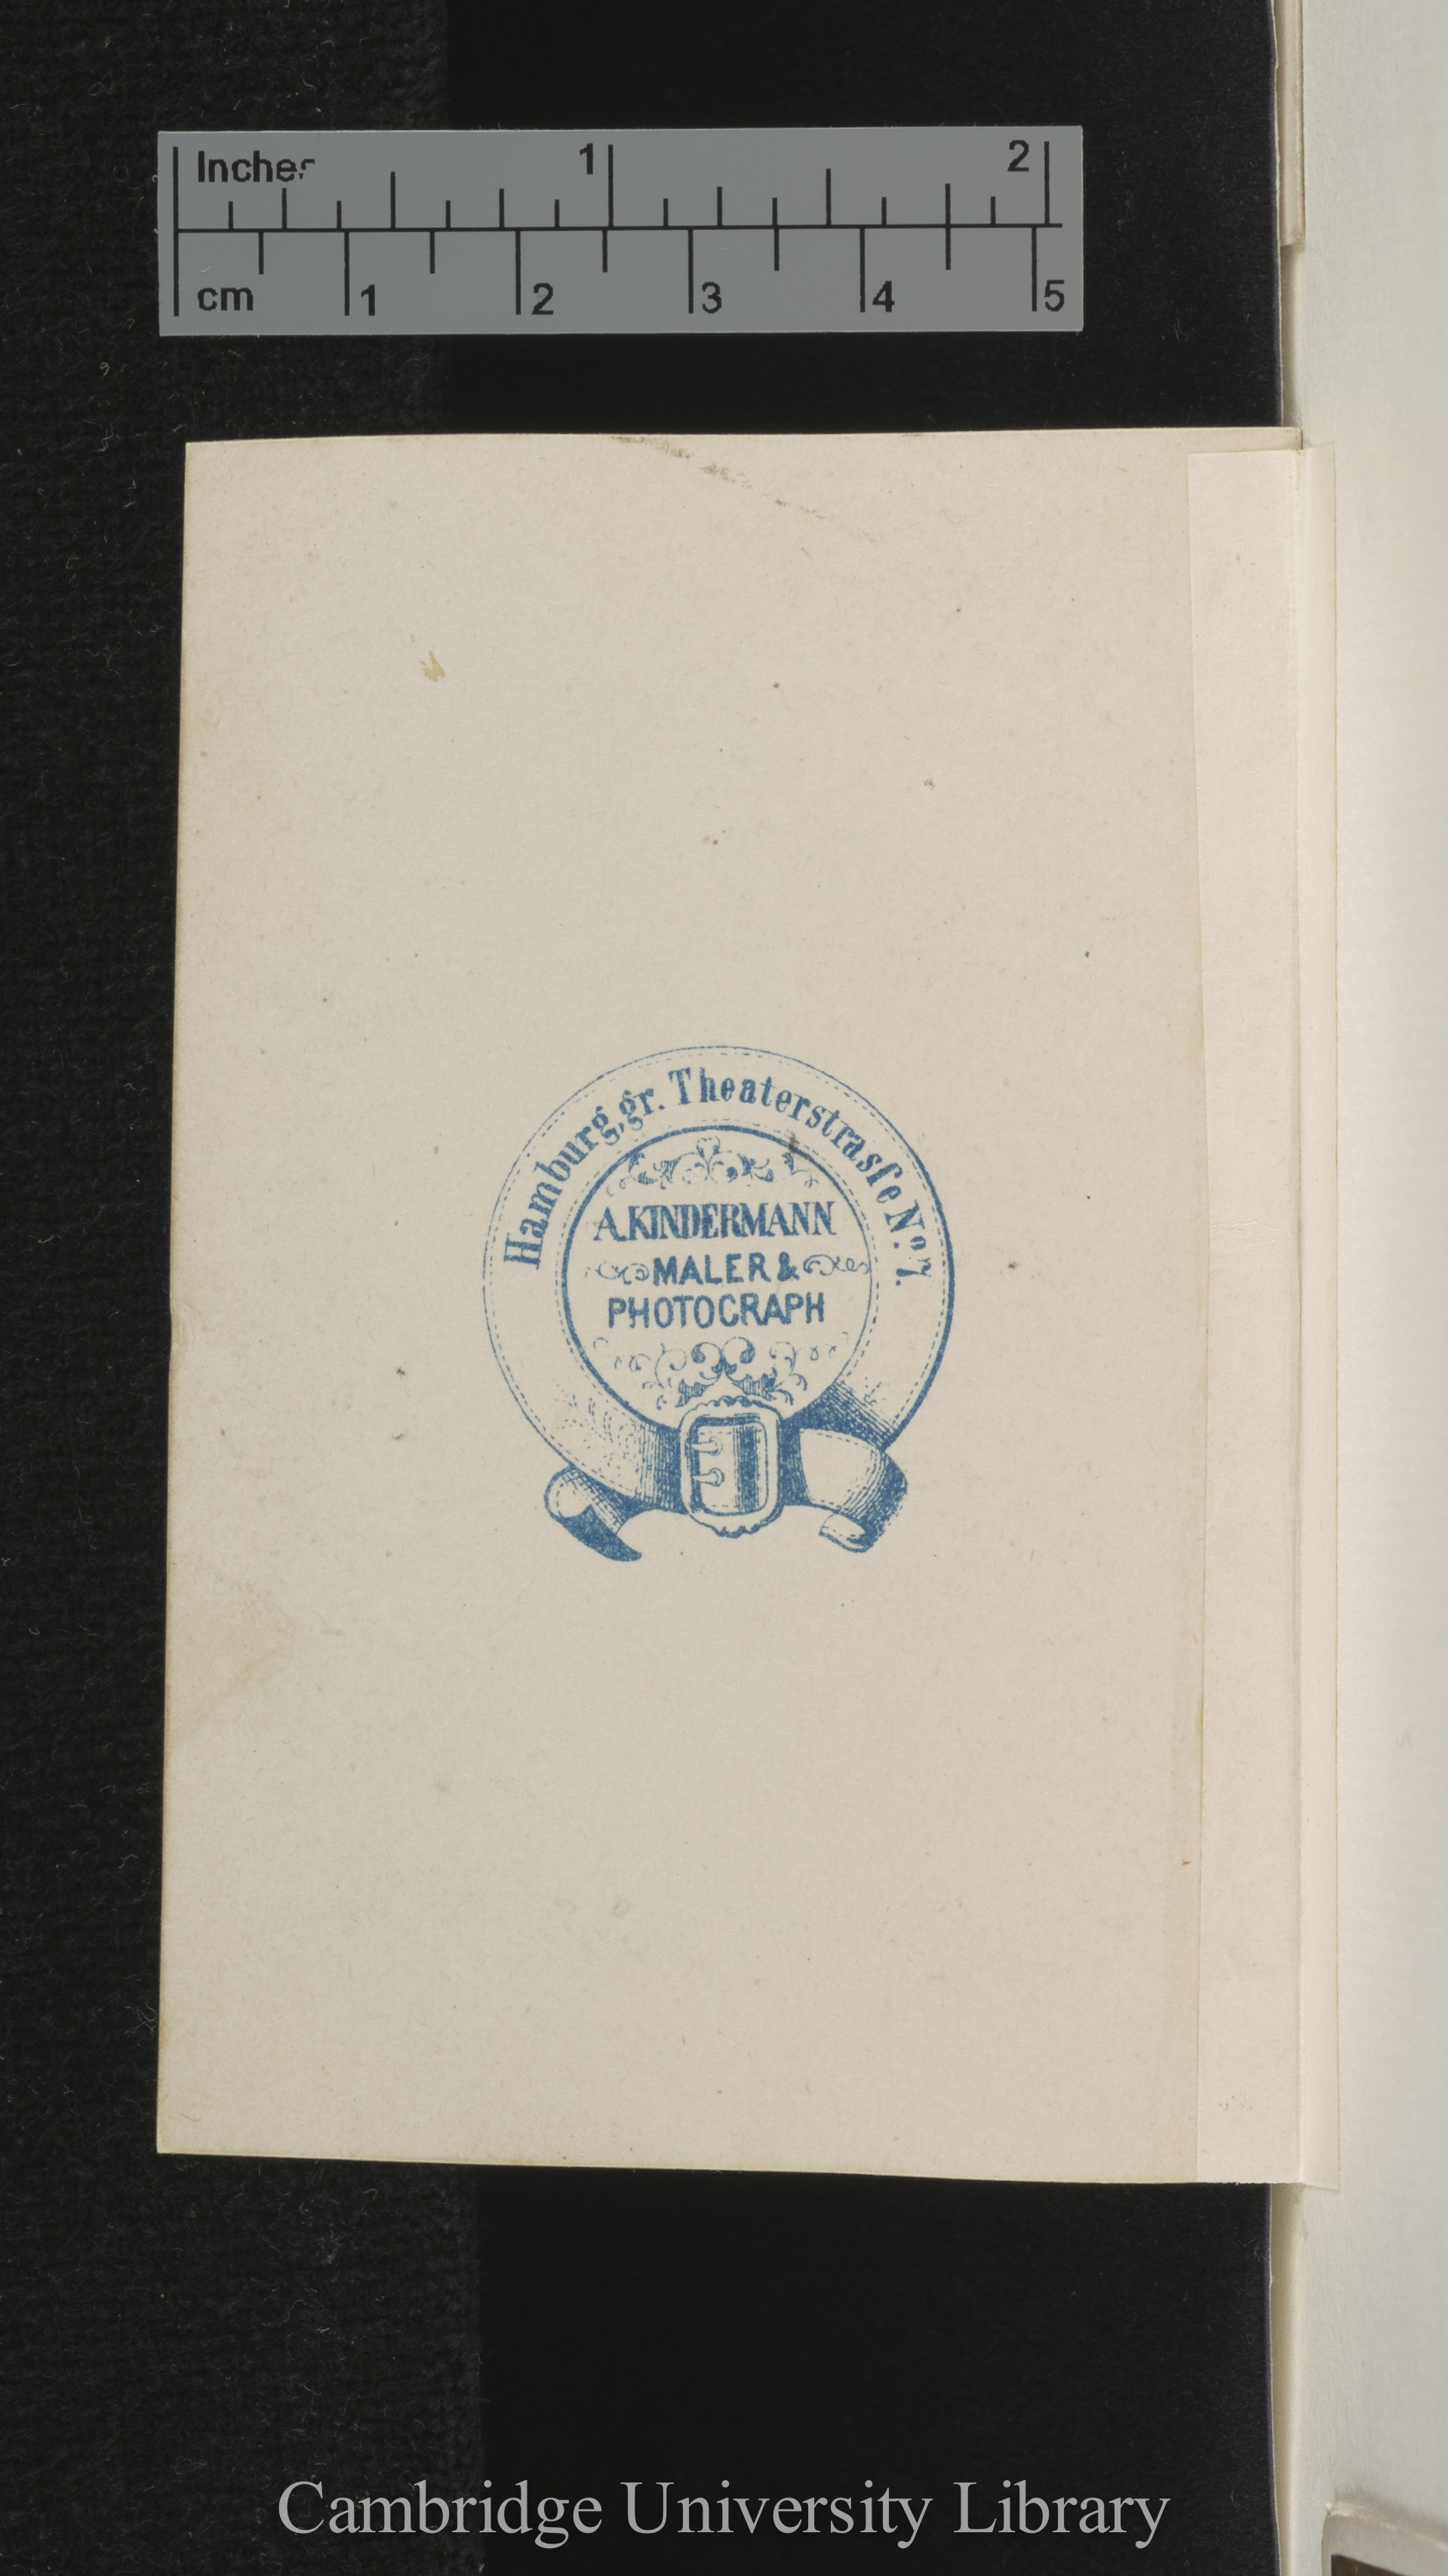 Inches 1 2
cm 1 2 3 4 5
Hamburg, gr. Theaterstrasſe No. 7.
A. KINDERMANN
MALER &
PHOTOGRAPH
Cambridge University Library